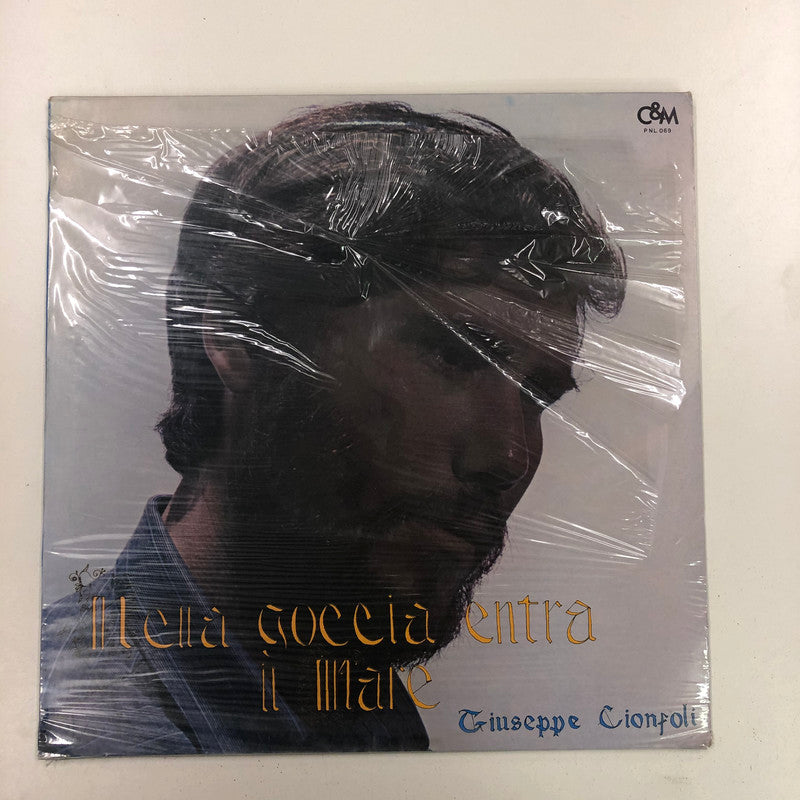 C&M
PNL 069
Nella goccia entra
il Mare
Giuseppe Cionfoli